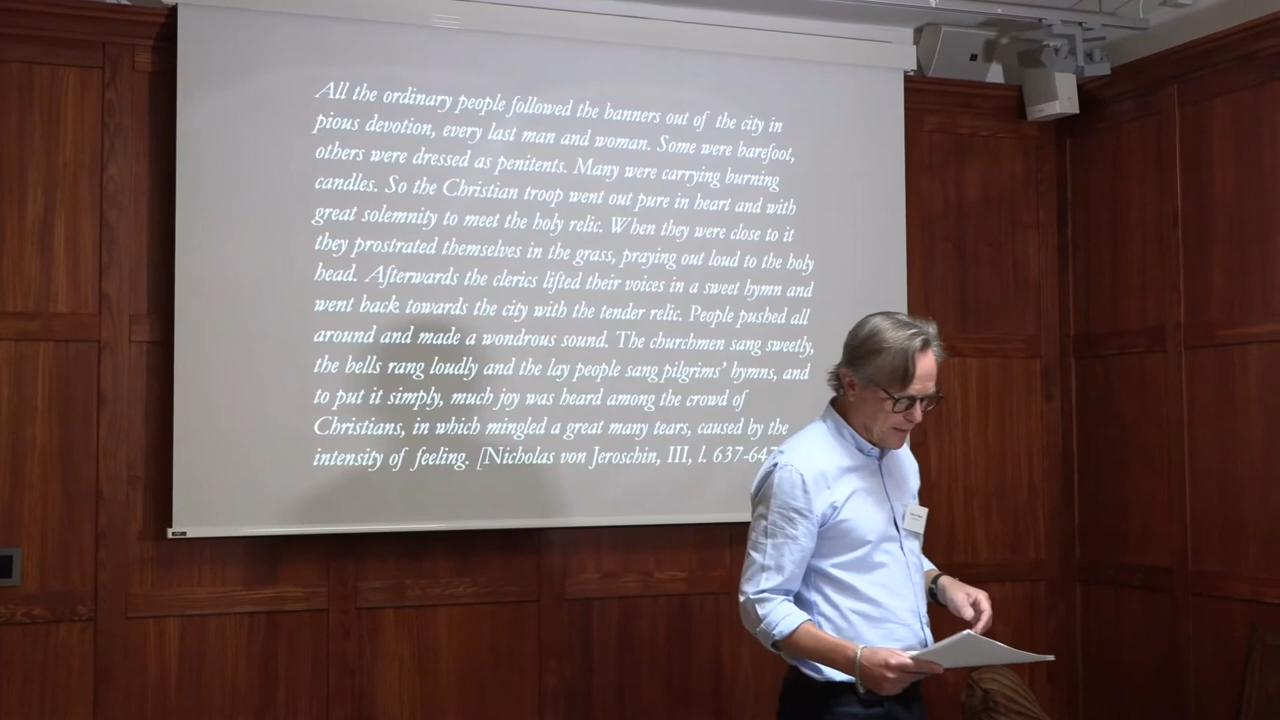 All the ordinary people followed the banners out of the city in
pious devotion, every last man and woman. Some were barefoot,
others were dressed as penitents. Many were carrying burning
candles. So the Christian troop went out pure in heart and with
great solemnity to meet the holy relic. When they were close to it
they prostrated themselves in the grass, praying out loud to the holy
head. Afterwards the clerics lifted their voices in a sweet hymn and
went back towards the city with the tender relic. People pushed all
around and made a wondrous sound. The churchmen sang sweetly,
the bells rang loudly and the lay people sang pilgrims' hymns, and
to put it simply, much joy was heard among the crowd of
Christians, in which mingled a great many tears, caused by the
intensity of feeling. [Nicholas von Jeroschin, III, l. 637-647